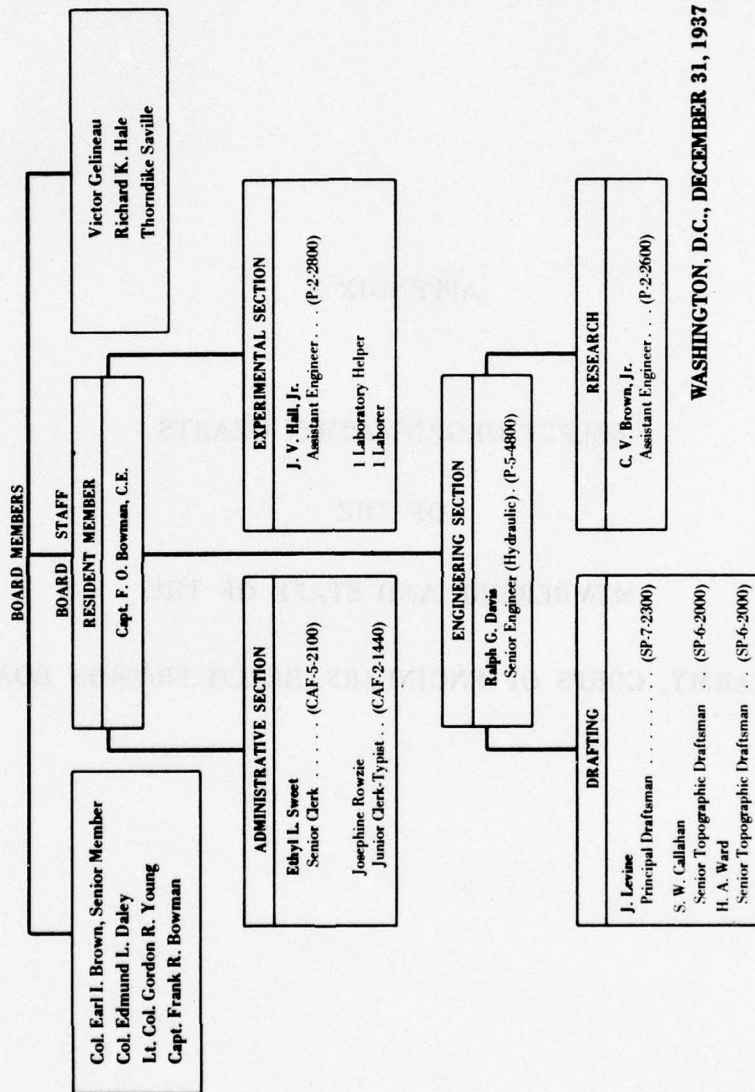 BOARD MEMBERS
Col. Earl I. Brown, Senior Member
Col. Edmund L. Daley
Lt. Col. Gordon R. Young
Capt. Frank R. Bowman
BOARD STAFF
RESIDENT MEMBER
Capt. F. O. Bowman, C.E.
Victor Gelineau
Richard K. Hale
Thorndike Saville
ADMINISTRATIVE SECTION
Ethyl L. Sweet
Senior Clerk . . . . . (CAF-5-2100)
Josephine Rowzie
Junior Clerk-Typist . . (CAF-2-1440)
EXPERIMENTAL SECTION
J. V. Hall, Jr.
Assistant Engineer . . . (P-2-2800)
1 Laboratory Helper
1 Laborer
ENGINEERING SECTION
Ralph G. Davis
Senior Engineer (Hydraulic) . (P-5-4800)
DRAFTING
J. Levine
Principal Draftsman . . . . . . (SP-7-2300)
S. W. Callahan
Senior Topographic Draftsman (SP-6-2000)
H. A. Ward
Senior Topographic Draftsman (SP-6-2000)
RESEARCH
C. V. Brown, Jr.
Assistant Engineer . . . (P-2-2600)
WASHINGTON, D.C., DECEMBER 31, 1937